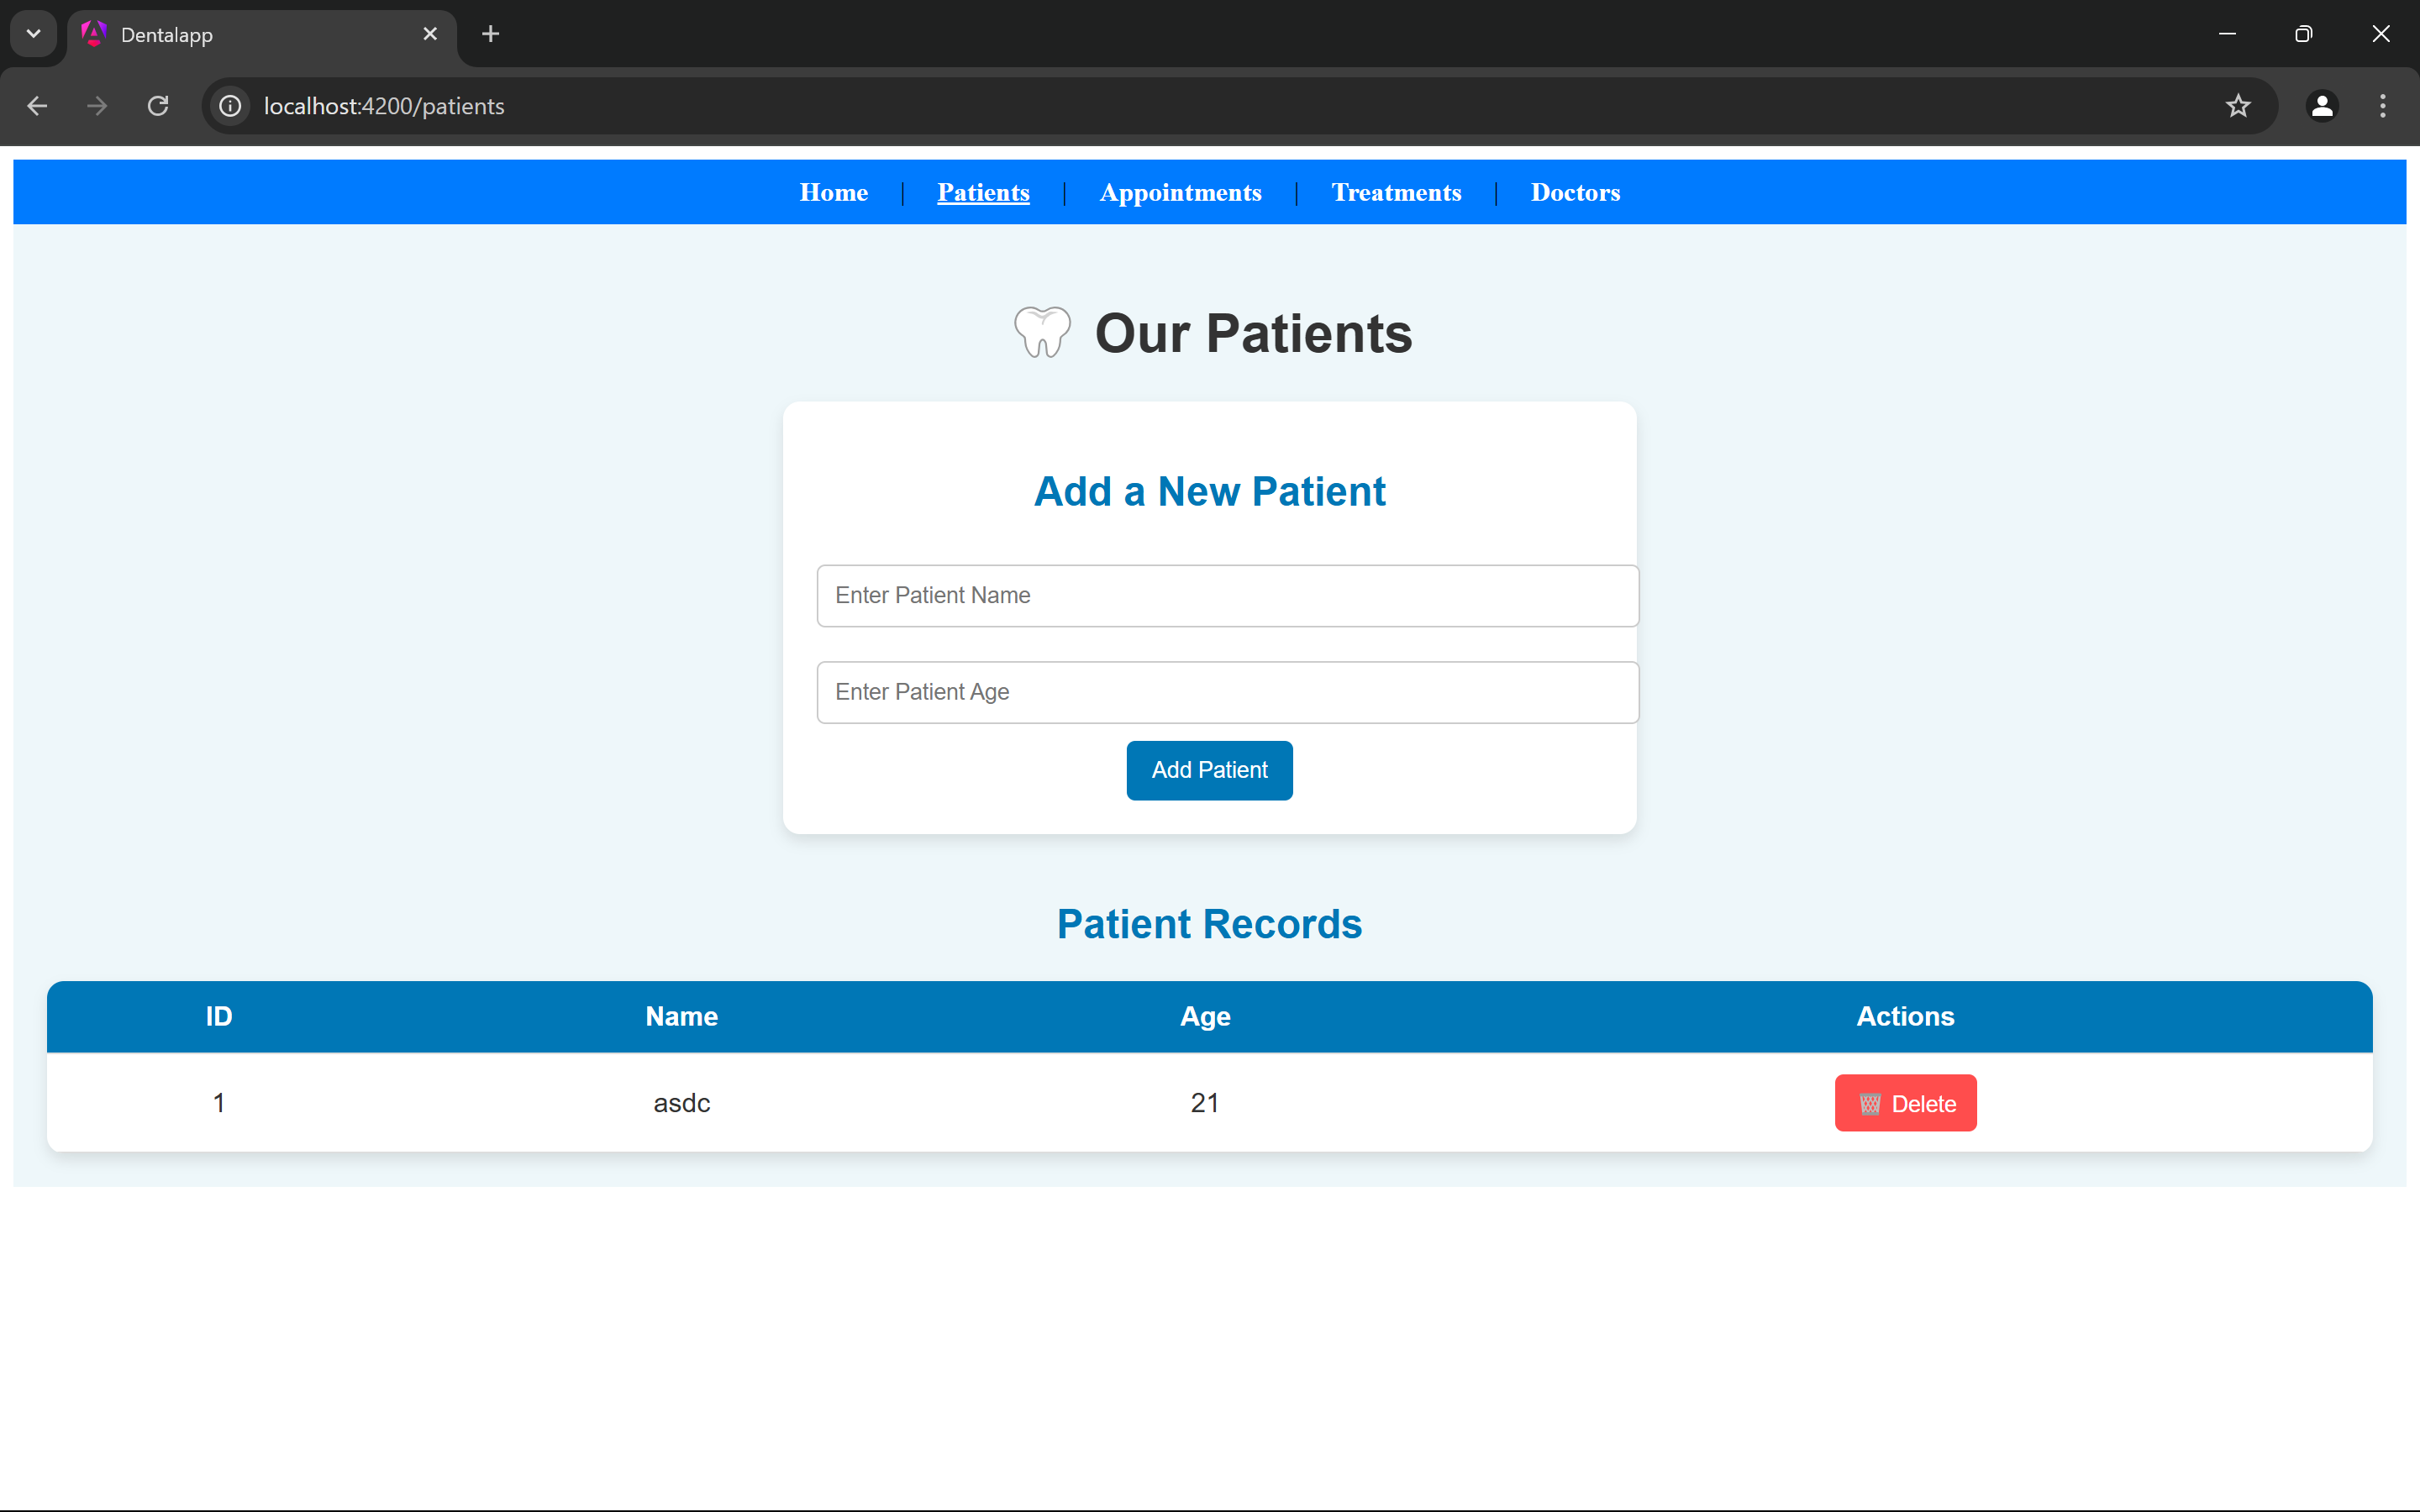 Dentalapp
localhost:4200/patients
Home | Patients | Appointments | Treatments | Doctors
Our Patients
Add a New Patient
Enter Patient Name
Enter Patient Age
Add Patient
Patient Records
ID Name Age Actions
1 asdc 21 Delete